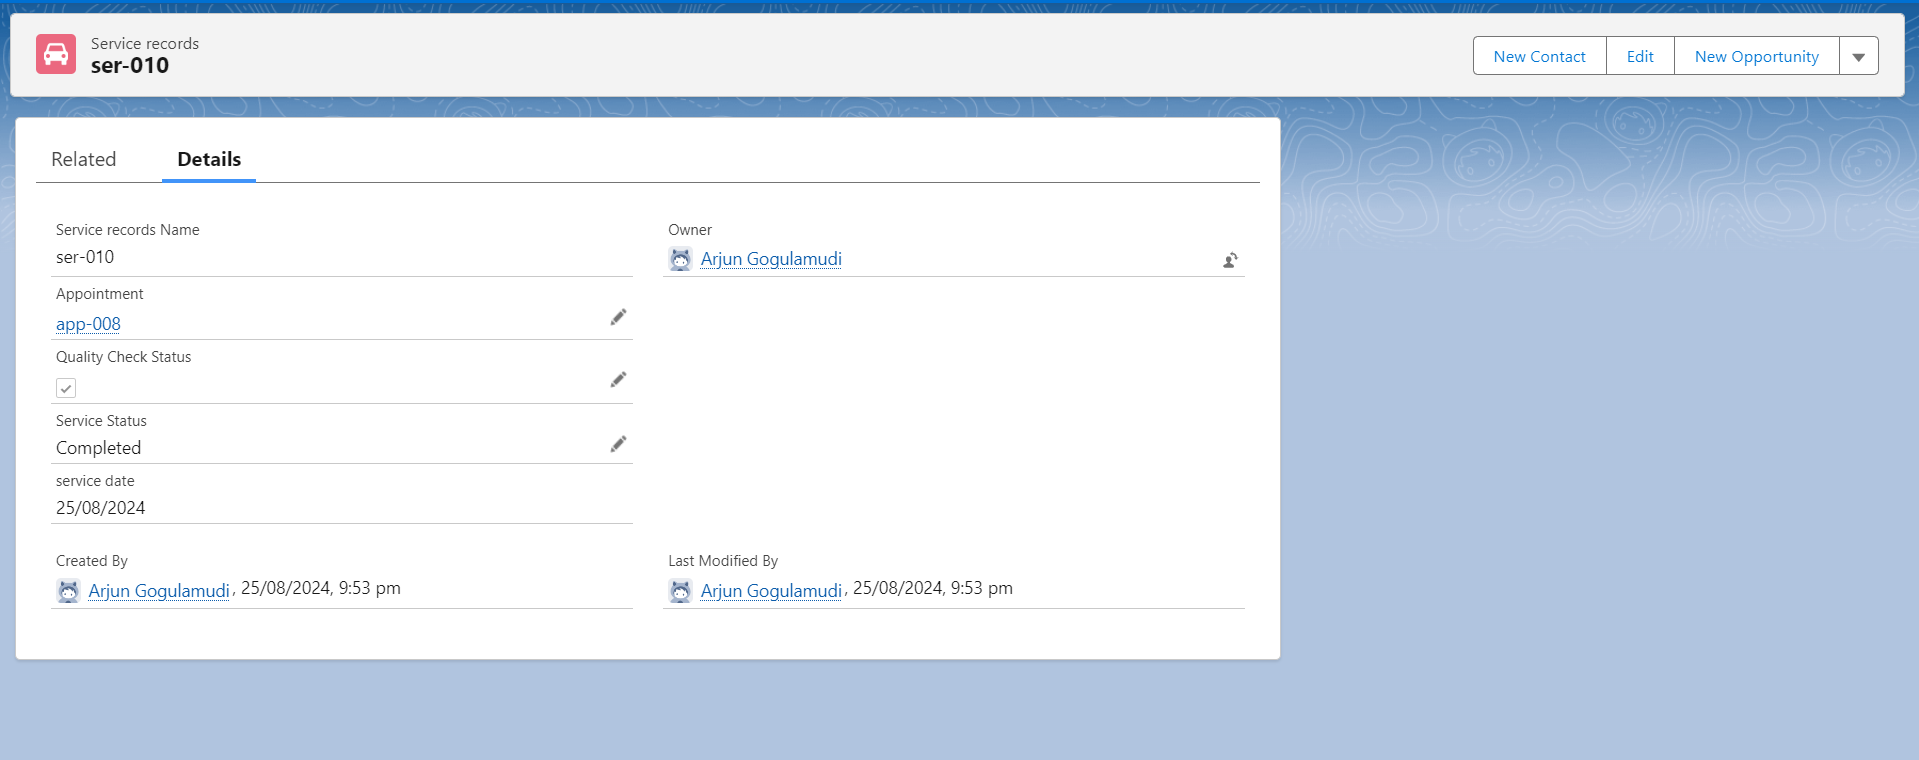 Service records
ser-010
New Contact
Edit
New Opportunity
Related
Details
Service records Name
ser-010
Owner
Arjun Gogulamudi
Appointment
app-008
Quality Check Status
Service Status
Completed
service date
25/08/2024
Created By
Arjun Gogulamudi, 25/08/2024, 9:53 pm
Last Modified By
Arjun Gogulamudi, 25/08/2024, 9:53 pm